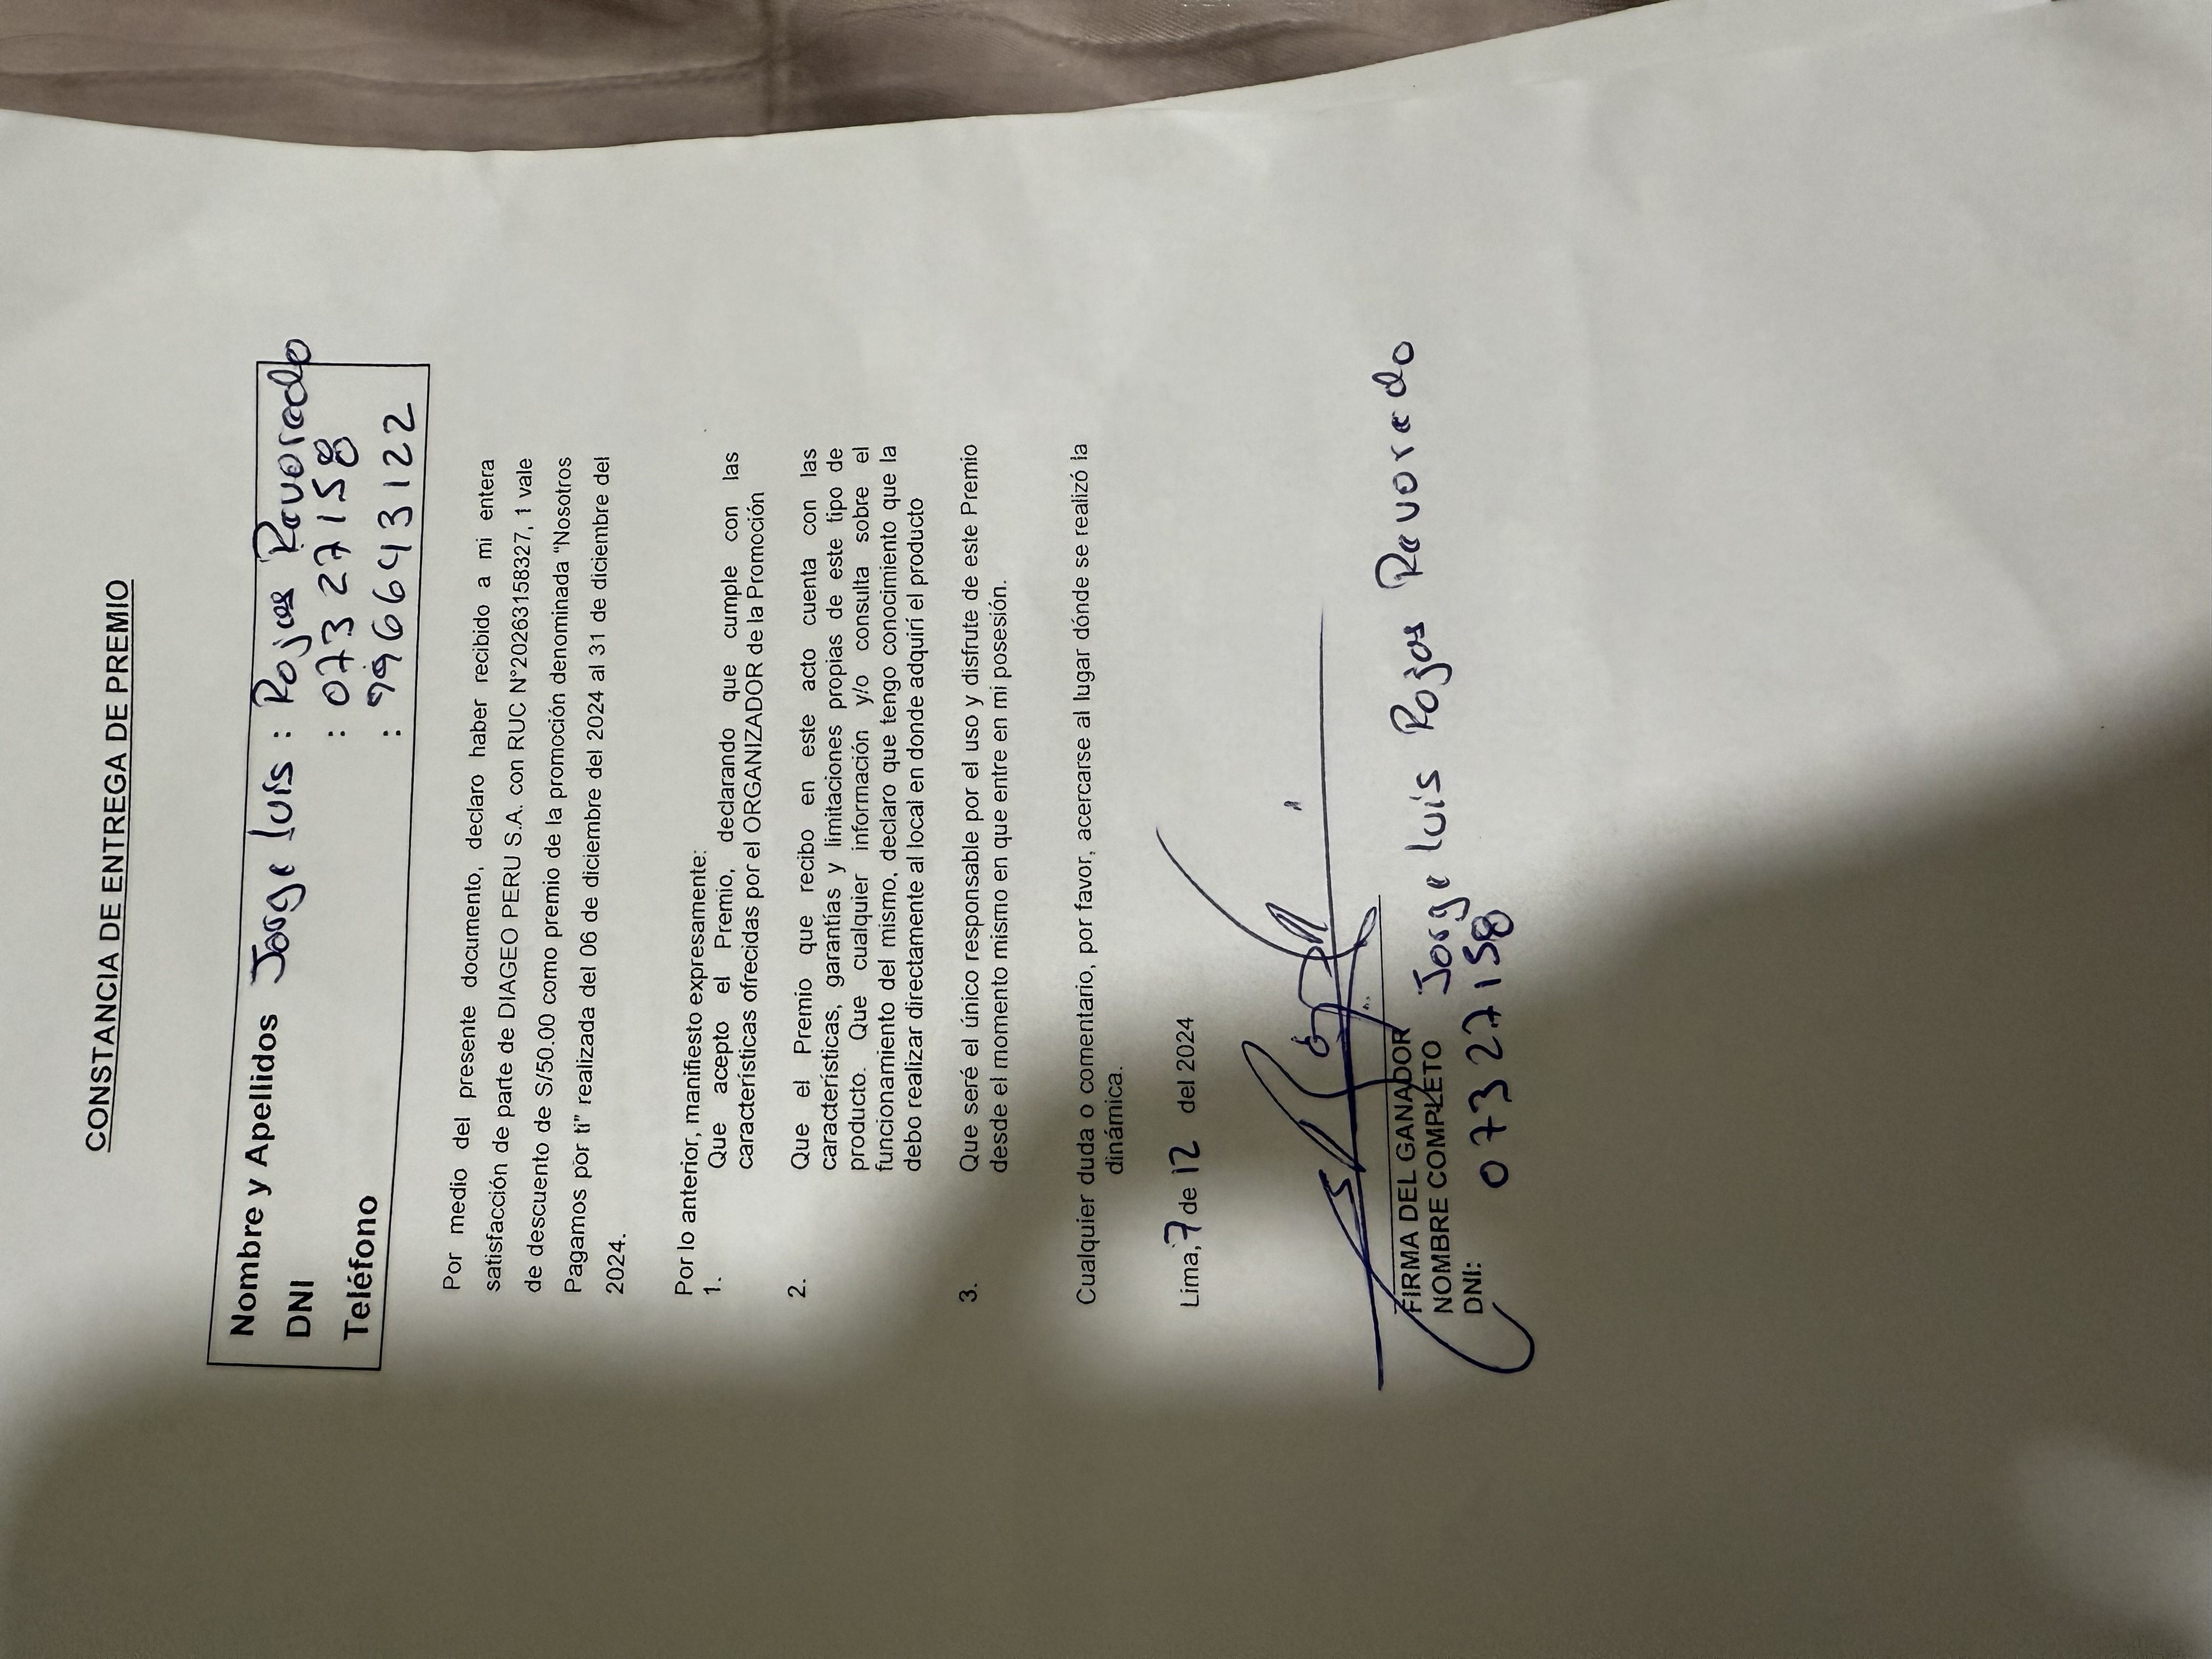 CONSTANCIA DE ENTREGA DE PREMIO
Nombre y Apellidos Jorge luis : Rojas Revoredo
DNI : 07327158
Teléfono : 996643122
Por medio del presente documento, declaro haber recibido a mi entera
satisfacción de parte de DIAGEO PERU S.A. con RUC N°20263158327, 1 vale
de descuento de S/50.00 como premio de la promoción denominada “Nosotros
Pagamos por ti” realizada del 06 de diciembre del 2024 al 31 de diciembre del
2024.
Por lo anterior, manifiesto expresamente:
1. Que acepto el Premio, declarando que cumple con las
características ofrecidas por el ORGANIZADOR de la Promoción
2. Que el Premio que recibo en este acto cuenta con las
características, garantías y limitaciones propias de este tipo de
producto. Que cualquier información y/o consulta sobre el
funcionamiento del mismo, declaro que tengo conocimiento que la
debo realizar directamente al local en donde adquirí el producto
3. Que seré el único responsable por el uso y disfrute de este Premio
desde el momento mismo en que entre en mi posesión.
Cualquier duda o comentario, por favor, acercarse al lugar dónde se realizó la
dinámica.
Lima, 7 de 12 del 2024
FIRMA DEL GANADOR
NOMBRE COMPLETO Jorge luis Rojas Revoredo
DNI: 07327158